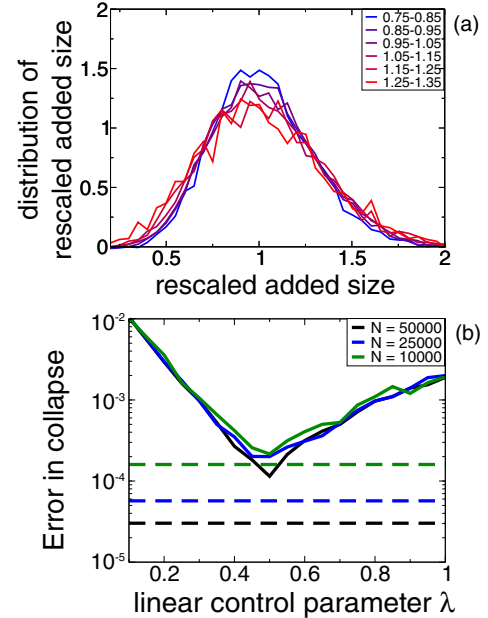 (a)
0.75-0.85
0.85-0.95
0.95-1.05
1.05-1.15
1.15-1.25
1.25-1.35
distribution of
rescaled added size
2
1.5
1
0.5
0
0.5
1
1.5
2
rescaled added size
(b)
N = 50000
N = 25000
N = 10000
Error in collapse
10⁻²
10⁻³
10⁻⁴
10⁻⁵
0.2
0.4
0.6
0.8
1
linear control parameter λ